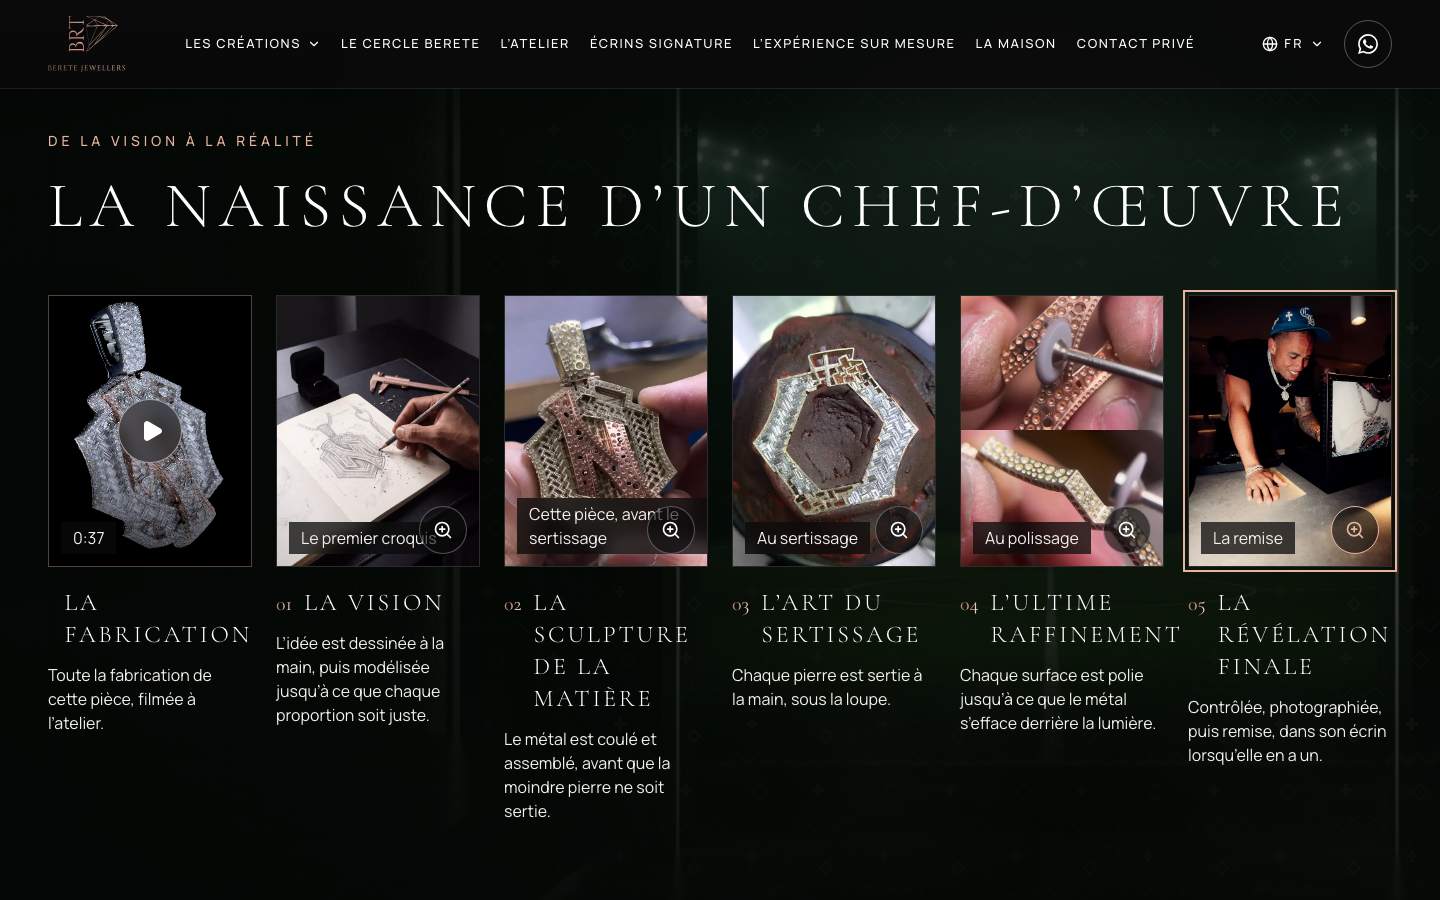 BRT
BERETE JEWELLERS
LES CRÉATIONS
LE CERCLE BERETE
L’ATELIER
ÉCRINS SIGNATURE
L’EXPÉRIENCE SUR MESURE
LA MAISON
CONTACT PRIVÉ
FR
DE LA VISION À LA RÉALITÉ
LA NAISSANCE D’UN CHEF-D’ŒUVRE
0:37
LA
FABRICATION
Toute la fabrication de
cette pièce, filmée à
l’atelier.
Le premier croquis
01 LA VISION
L’idée est dessinée à la
main, puis modélisée
jusqu’à ce que chaque
proportion soit juste.
Cette pièce, avant le
sertissage
02 LA
SCULPTURE
DE LA
MATIÈRE
Le métal est coulé et
assemblé, avant que la
moindre pierre ne soit
sertie.
Au sertissage
03 L’ART DU
SERTISSAGE
Chaque pierre est sertie à
la main, sous la loupe.
Au polissage
04 L’ULTIME
RAFFINEMENT
Chaque surface est polie
jusqu’à ce que le métal
s’efface derrière la lumière.
La remise
05 LA
RÉVÉLATION
FINALE
Contrôlée, photographiée,
puis remise, dans son écrin
lorsqu’elle en a un.